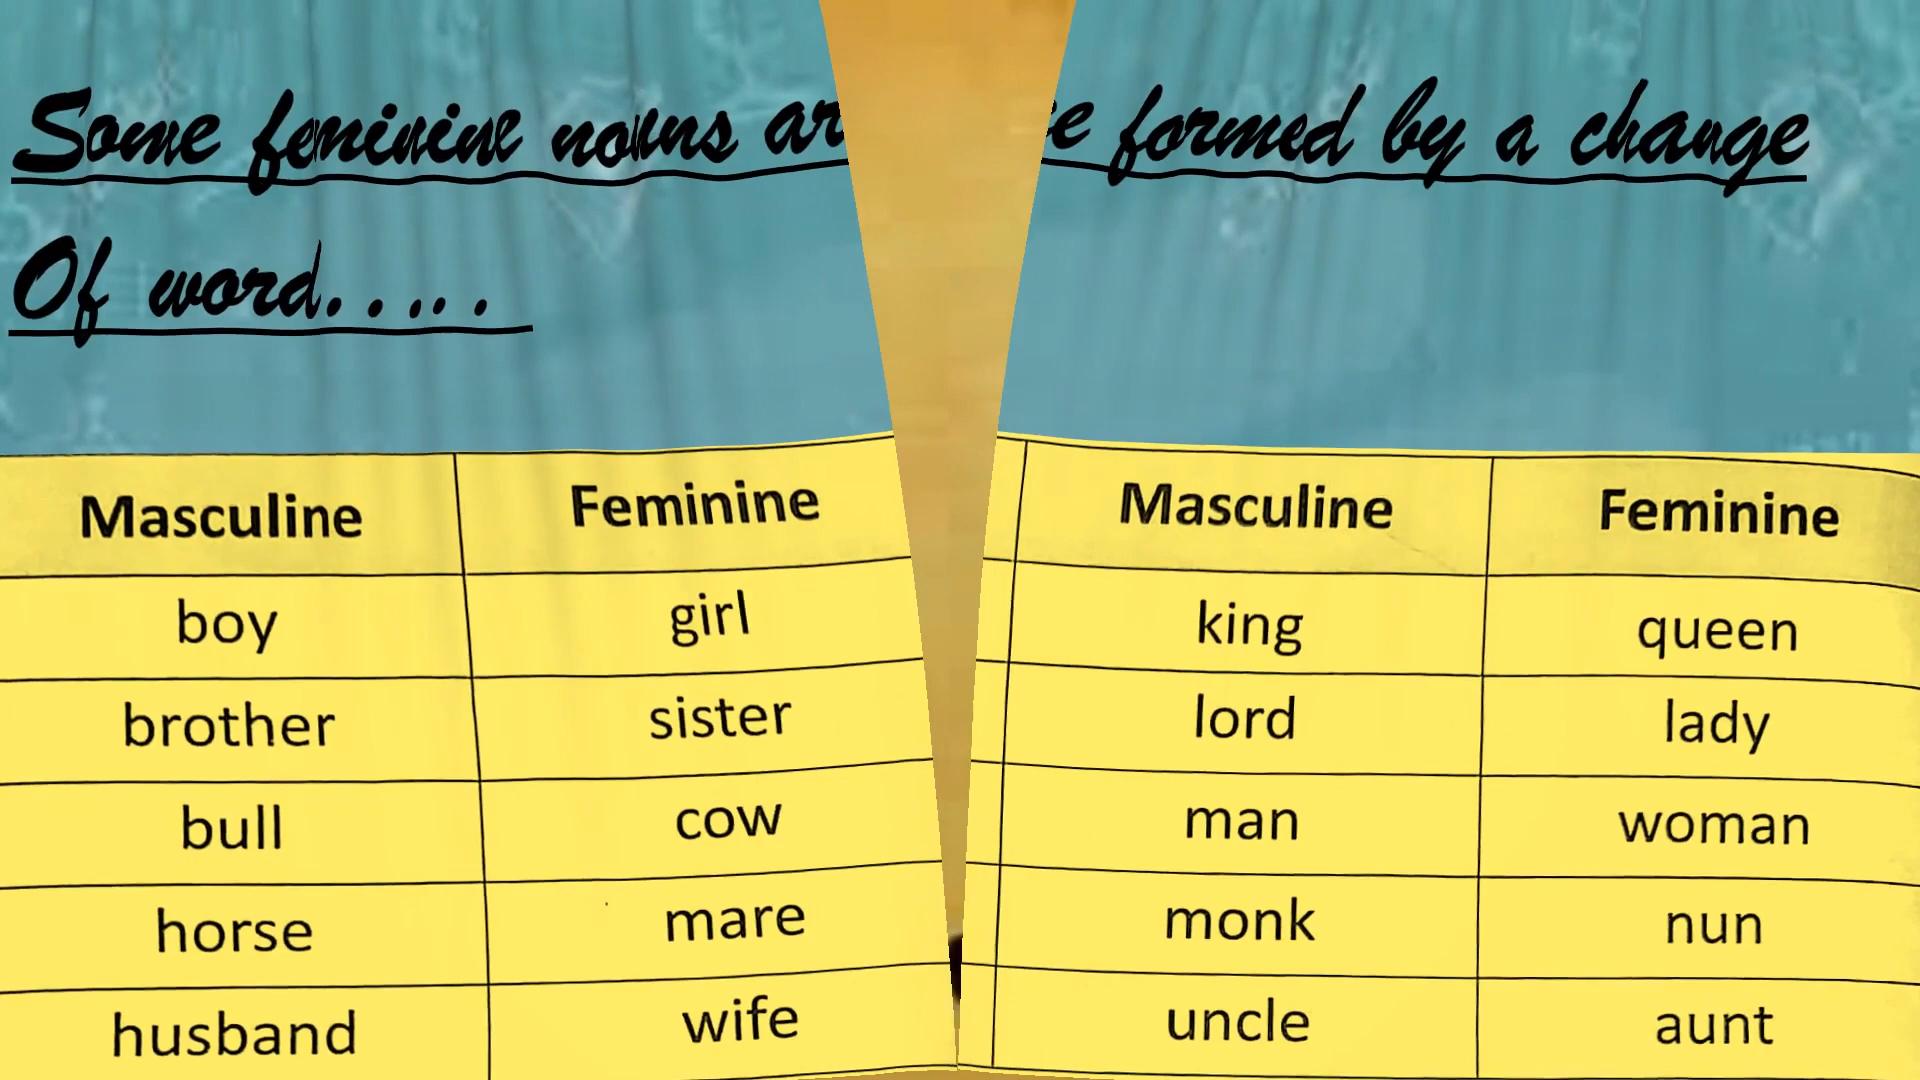 Some feminine nouns are formed by a change
Of word.....
Masculine Feminine Masculine Feminine
boy girl king queen
brother sister lord lady
bull cow man woman
horse mare monk nun
husband wife uncle aunt